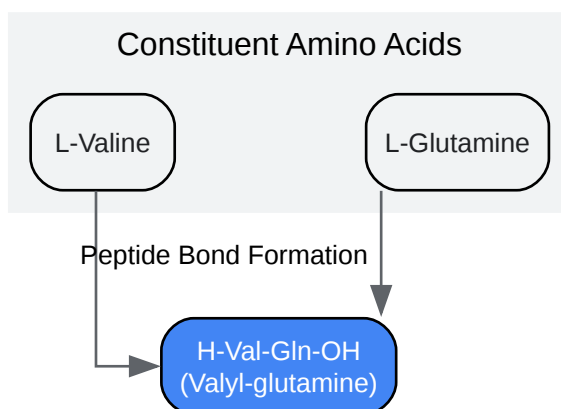 Constituent Amino Acids
L-Valine
L-Glutamine
Peptide Bond Formation
H-Val-Gln-OH
(Valyl-glutamine)